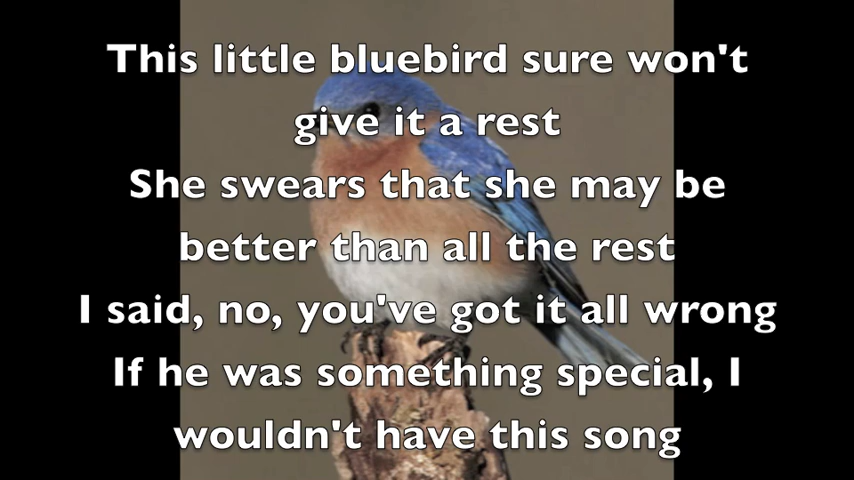 This little bluebird sure won't
give it a rest
She swears that she may be
better than all the rest
I said, no, you've got it all wrong
If he was something special, I
wouldn't have this song